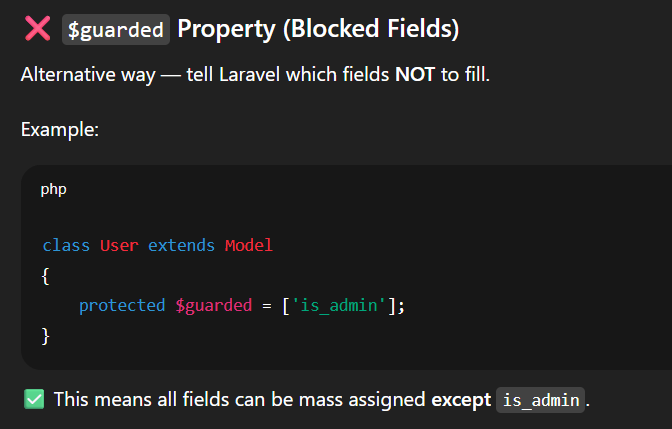 ❌ $guarded Property (Blocked Fields)
Alternative way — tell Laravel which fields NOT to fill.
Example:
php
class User extends Model
{
    protected $guarded = ['is_admin'];
}
✅ This means all fields can be mass assigned except is_admin.